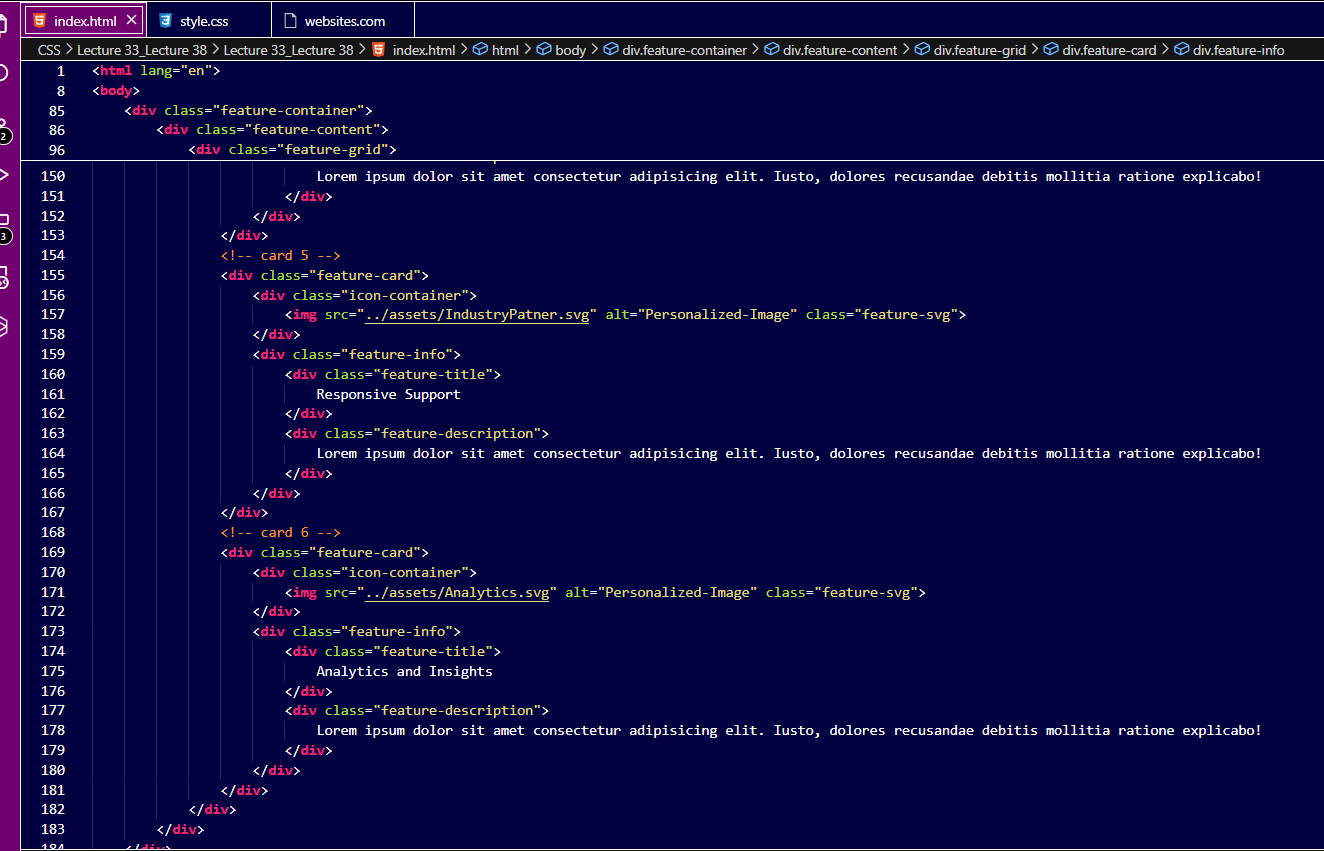 index.html
style.css
websites.com
CSS > Lecture 33_Lecture 38 > Lecture 33_Lecture 38 > index.html > html > body > div.feature-container > div.feature-content > div.feature-grid > div.feature-card > div.feature-info
1 <html lang="en">
8 <body>
85 <div class="feature-container">
86 <div class="feature-content">
96 <div class="feature-grid">
150 Lorem ipsum dolor sit amet consectetur adipisicing elit. Iusto, dolores recusandae debitis mollitia ratione explicabo!
151 </div>
152 </div>
153 </div>
154 <!-- card 5 -->
155 <div class="feature-card">
156 <div class="icon-container">
157 <img src="../assets/IndustryPatner.svg" alt="Personalized-Image" class="feature-svg">
158 </div>
159 <div class="feature-info">
160 <div class="feature-title">
161 Responsive Support
162 </div>
163 <div class="feature-description">
164 Lorem ipsum dolor sit amet consectetur adipisicing elit. Iusto, dolores recusandae debitis mollitia ratione explicabo!
165 </div>
166 </div>
167 </div>
168 <!-- card 6 -->
169 <div class="feature-card">
170 <div class="icon-container">
171 <img src="../assets/Analytics.svg" alt="Personalized-Image" class="feature-svg">
172 </div>
173 <div class="feature-info">
174 <div class="feature-title">
175 Analytics and Insights
176 </div>
177 <div class="feature-description">
178 Lorem ipsum dolor sit amet consectetur adipisicing elit. Iusto, dolores recusandae debitis mollitia ratione explicabo!
179 </div>
180 </div>
181 </div>
182 </div>
183 </div>
184 </div>
2
3